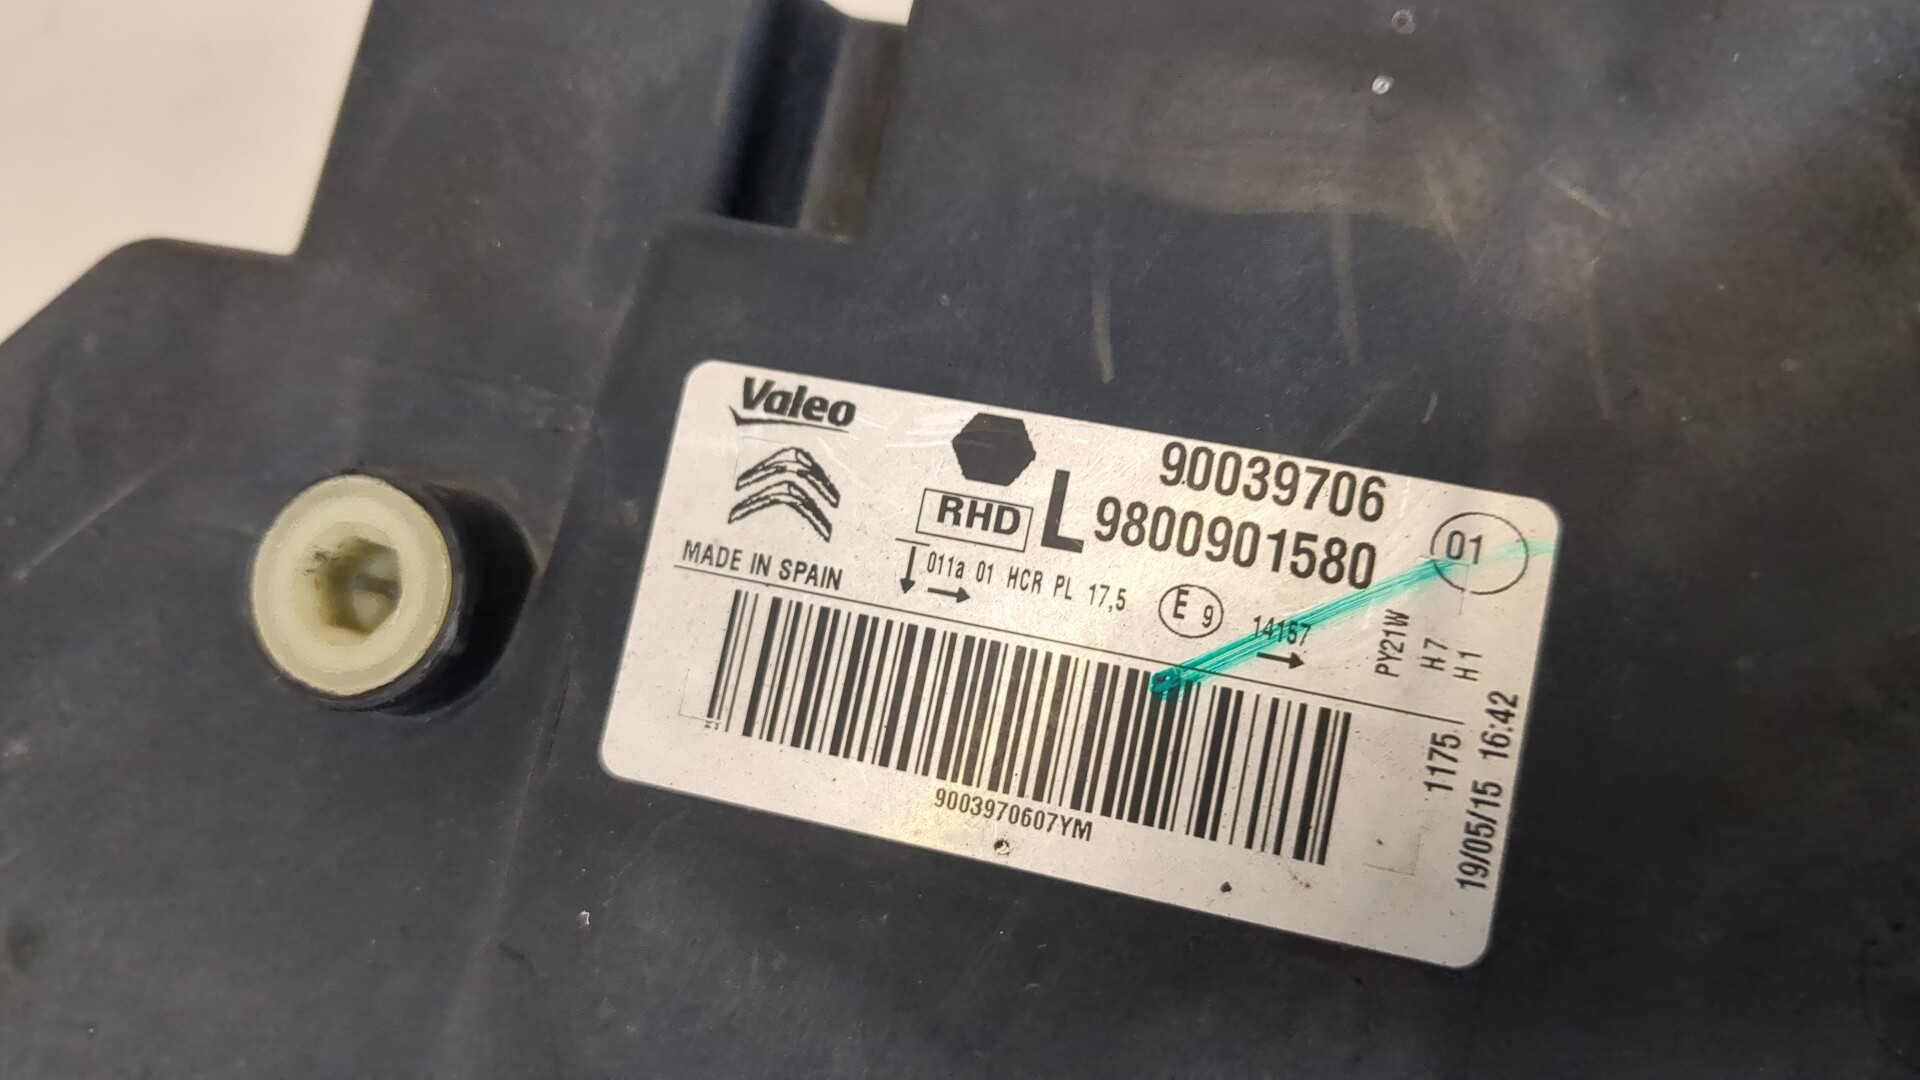 Valeo
90039706
RHD L 9800901580
01
MADE IN SPAIN
011a 01 HCR PL 17,5
E 9
14167
PY21W
H7
H1
1175
19/05/15 16:42
9003970607YM